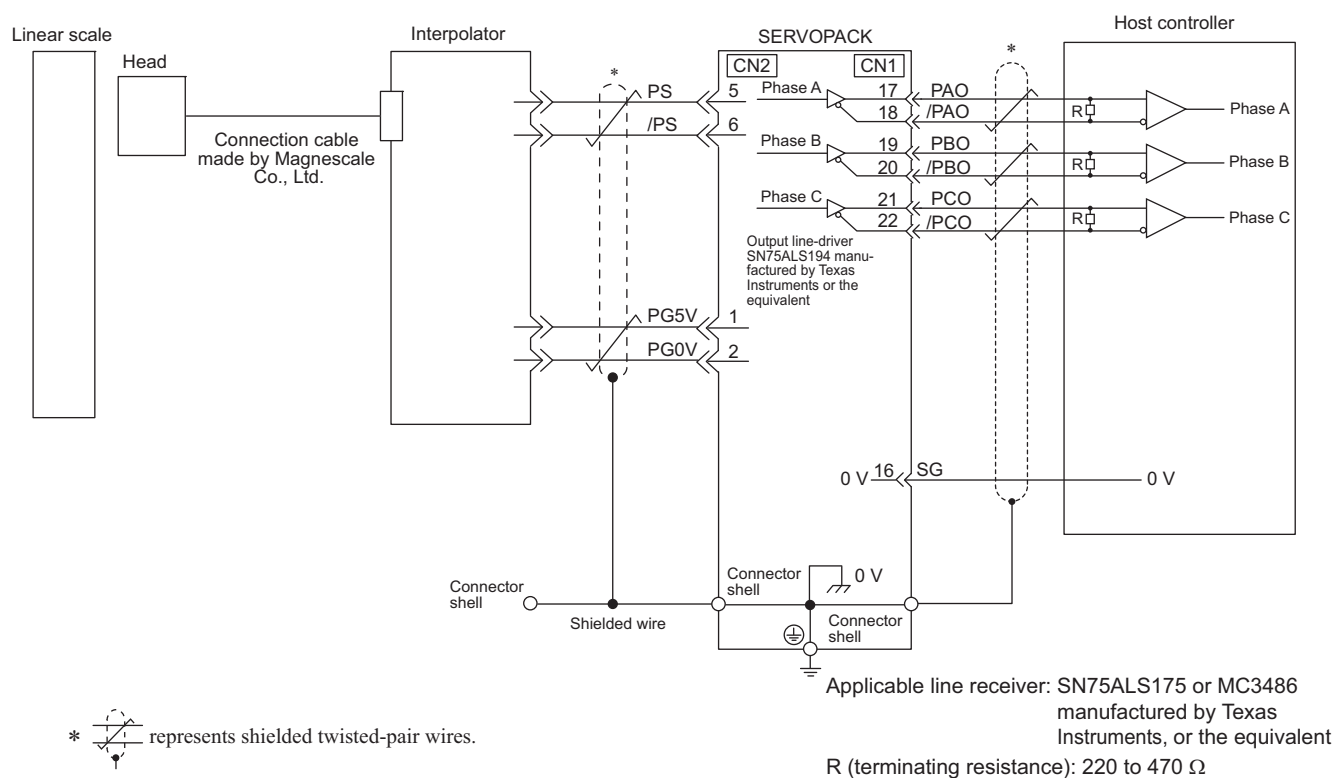 Linear scale
Head
Connection cable
made by Magnescale
Co., Ltd.
Interpolator
*
PS
/PS
PG5V
PG0V
SERVOPACK
CN2
CN1
5
6
1
2
Phase A
17
PAO
18
/PAO
Phase B
19
PBO
20
/PBO
Phase C
21
PCO
22
/PCO
Output line-driver
SN75ALS194 manu-
factured by Texas
Instruments or the
equivalent
*
Host controller
R
Phase A
R
Phase B
R
Phase C
0 V
16
SG
0 V
Connector
shell
Shielded wire
Connector
shell
0 V
Connector
shell
Applicable line receiver: SN75ALS175 or MC3486
manufactured by Texas
Instruments, or the equivalent
R (terminating resistance): 220 to 470 Ω
* represents shielded twisted-pair wires.